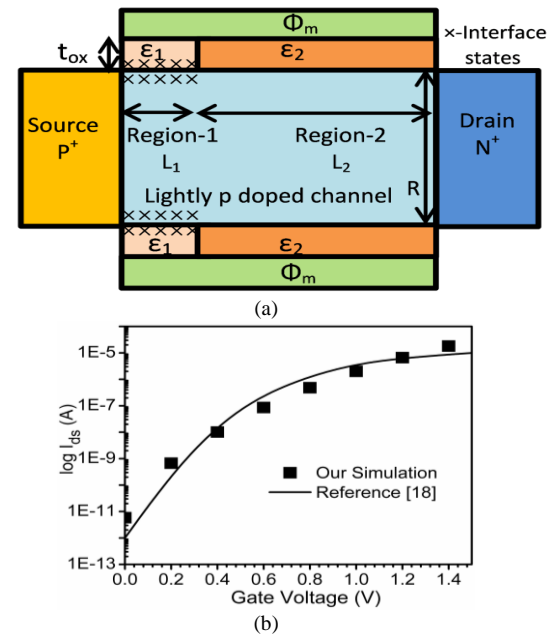 Φm
tox
ε1
ε2
×-Interface
states
Source
P+
Region-1
L1
Region-2
L2
R
Drain
N+
Lightly p doped channel
ε1
ε2
Φm
(a)
1E-5
1E-7
1E-9
1E-11
1E-13
log Ids (A)
Our Simulation
Reference [18]
0.0 0.2 0.4 0.6 0.8 1.0 1.2 1.4
Gate Voltage (V)
(b)